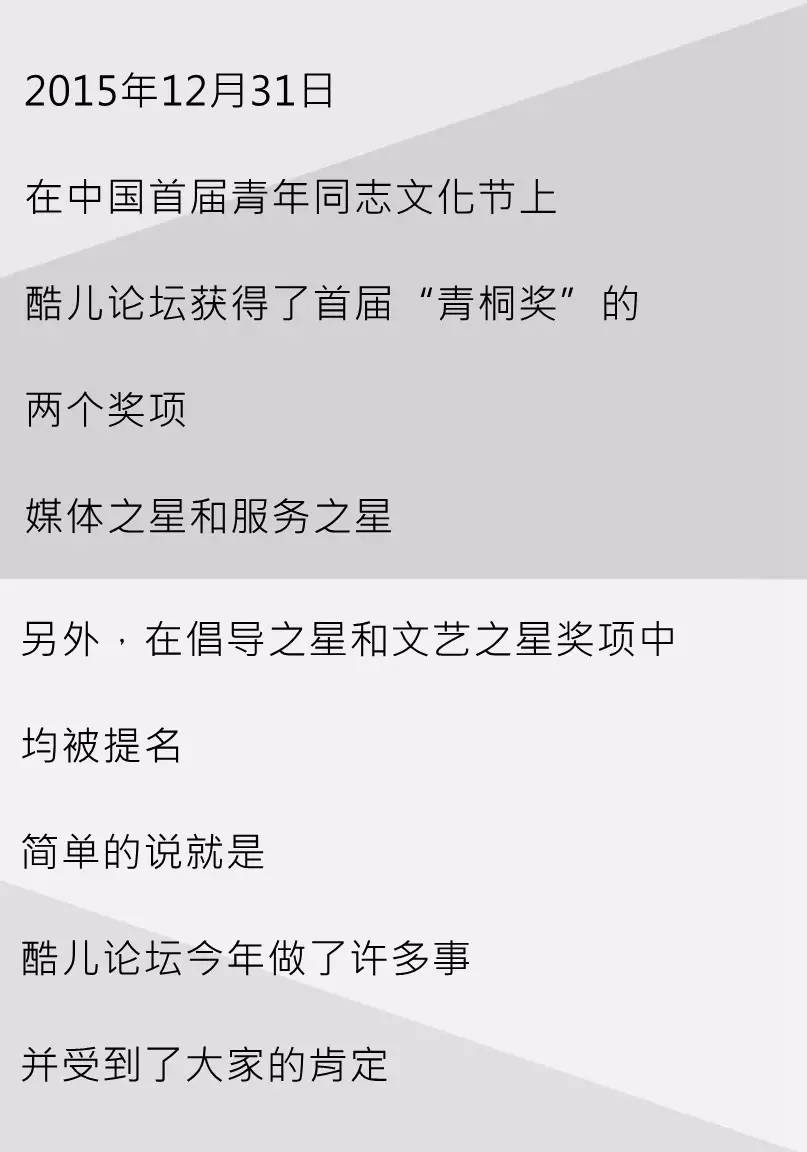 2015年12月31日
在中国首届青年同志文化节上
酷儿论坛获得了首届“青桐奖”的
两个奖项
媒体之星和服务之星
另外，在倡导之星和文艺之星奖项中
均被提名
简单的说就是
酷儿论坛今年做了许多事
并受到了大家的肯定